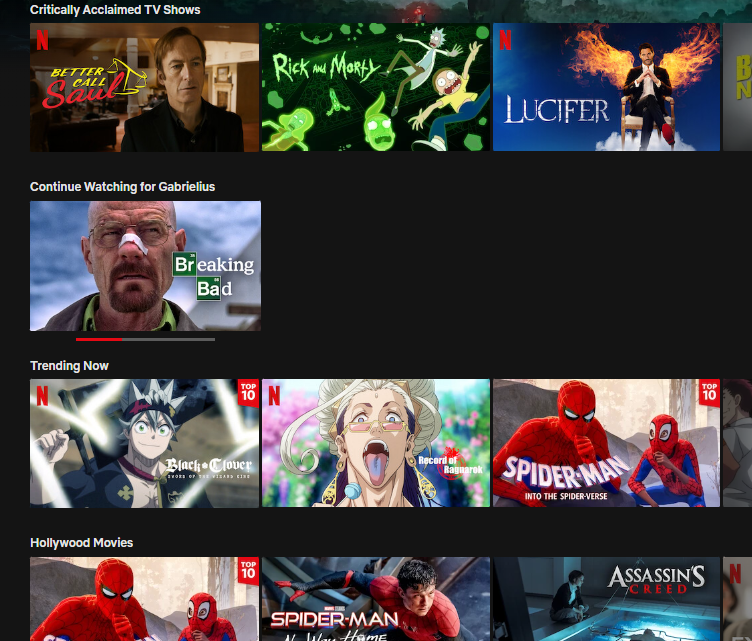 Critically Acclaimed TV Shows
N
BETTER
CALL
Saul
RICK AND MORTY
N
LUCIFER
B
N
Continue Watching for Gabrielius
Breaking
Bad
Trending Now
N
TOP
10
Black Clover
SWORD OF THE WIZARD KING
N
Record of
Ragnarok
TOP
10
SPIDER-MAN
INTO THE SPIDER-VERSE
Hollywood Movies
TOP
10
MARVEL STUDIOS
SPIDER-MAN
No Way Home
ASSASSIN'S
CREED
N